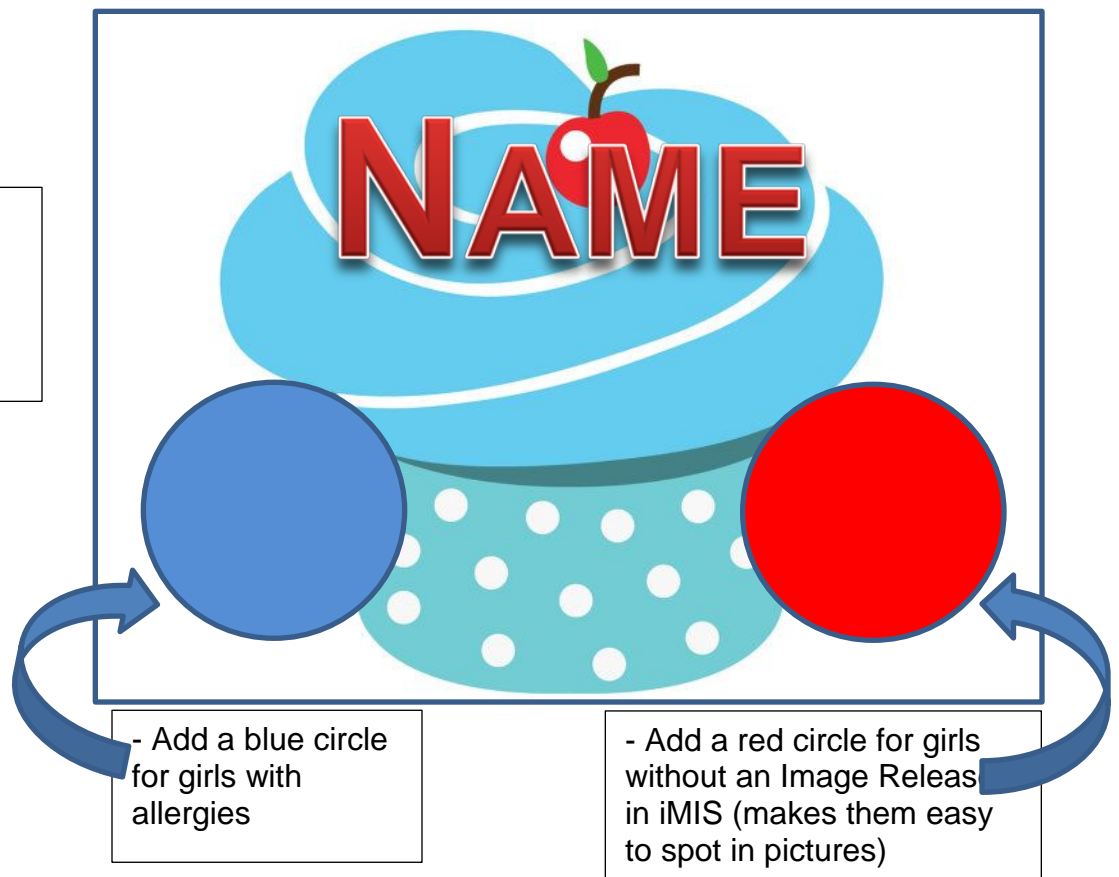 NAME
- Add a blue circle
for girls with
allergies
- Add a red circle for girls
without an Image Releas
in iMIS (makes them easy
to spot in pictures)